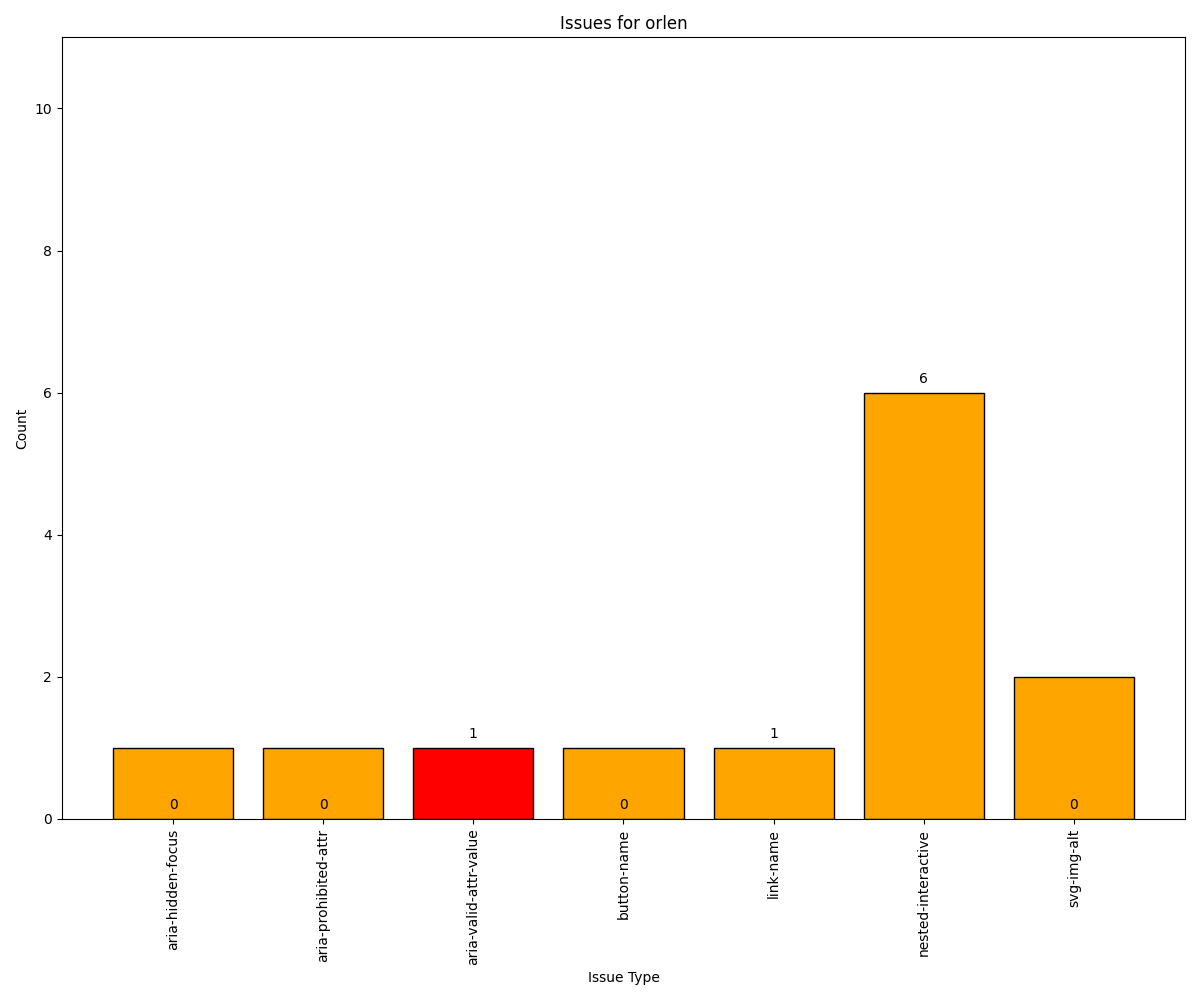 Issues for orlen
10
8
6
4
2
0
Count
6
1
1
0
0
0
0
aria-hidden-focus
aria-prohibited-attr
aria-valid-attr-value
button-name
link-name
nested-interactive
svg-img-alt
Issue Type